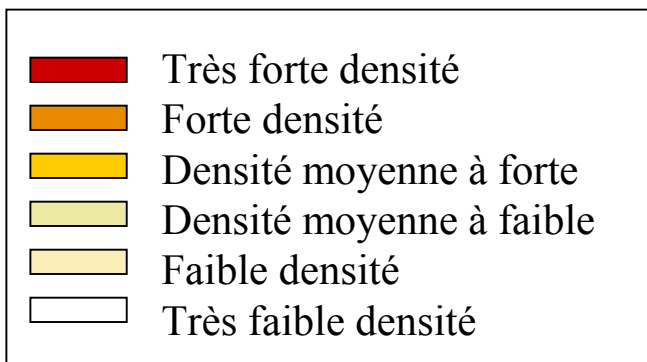 Très forte densité
Forte densité
Densité moyenne à forte
Densité moyenne à faible
Faible densité
Très faible densité